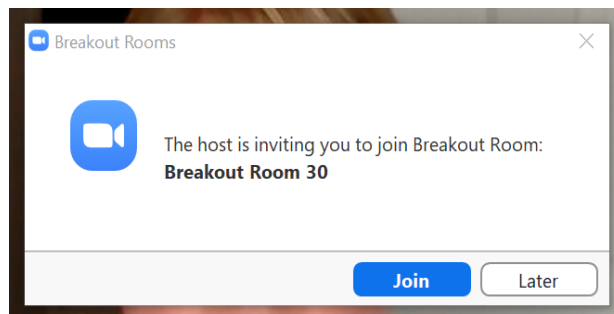 Breakout Rooms
The host is inviting you to join Breakout Room:
Breakout Room 30
Join
Later